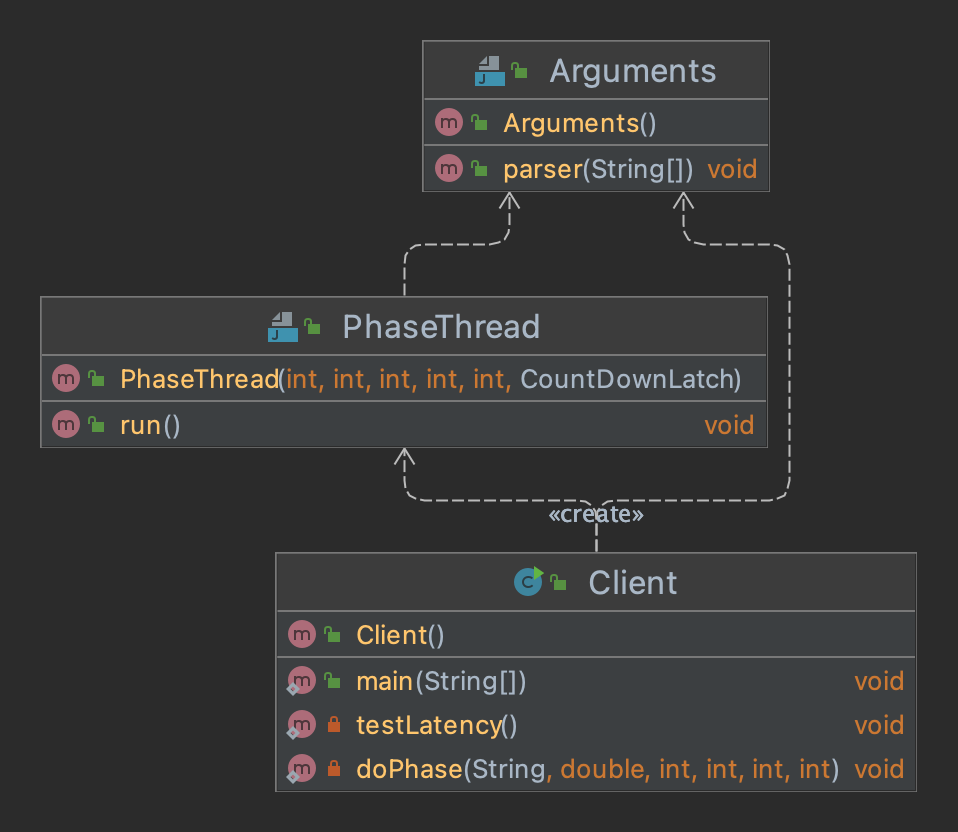 Arguments
Arguments()
parser(String[]) void
PhaseThread
PhaseThread(int, int, int, int, int, CountDownLatch)
run() void
«create»
Client
Client()
main(String[]) void
testLatency() void
doPhase(String, double, int, int, int, int) void